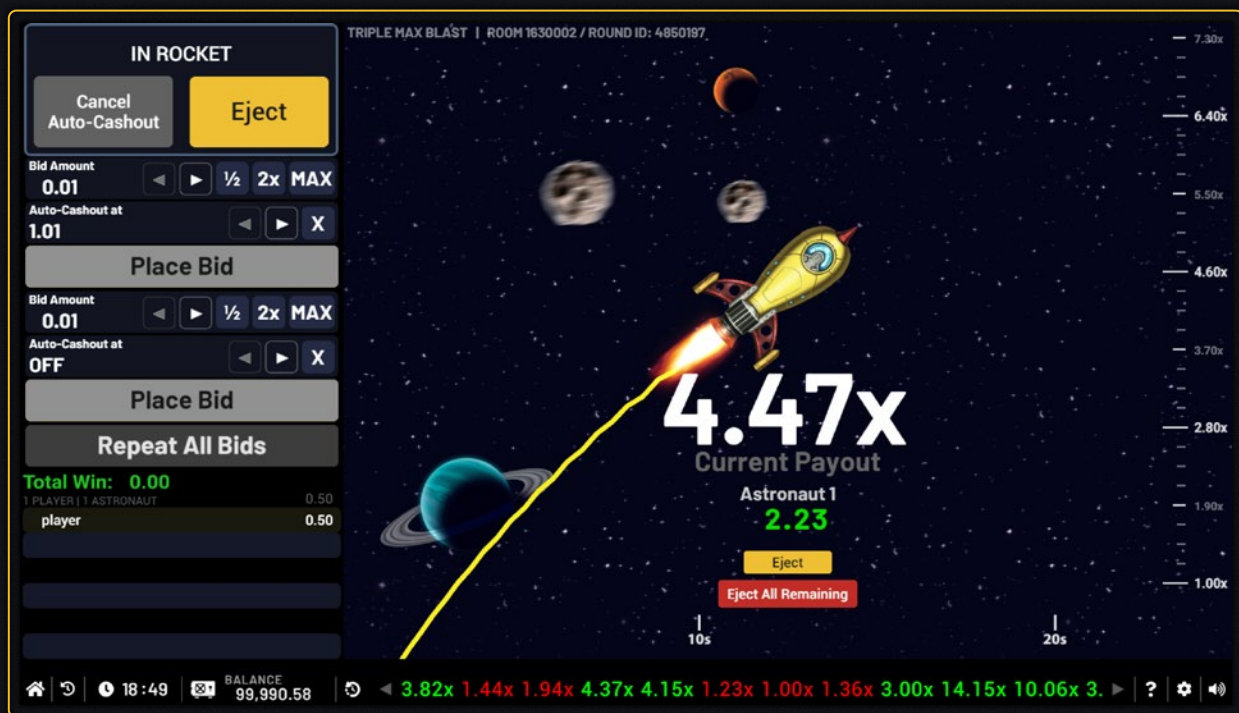 IN ROCKET
Cancel
Auto-Cashout
Eject
Bid Amount
0.01
½ 2x MAX
Auto-Cashout at
1.01
X
Place Bid
Bid Amount
0.01
½ 2x MAX
Auto-Cashout at
OFF
X
Place Bid
Repeat All Bids
Total Win: 0.00
1 PLAYER | 1 ASTRONAUT 0.50
player 0.50
TRIPLE MAX BLAST | ROOM 1630002 / ROUND ID: 4850197
7.30x
6.40x
5.50x
4.60x
3.70x
2.80x
1.90x
1.00x
4.47x
Current Payout
Astronaut 1
2.23
Eject
Eject All Remaining
10s 20s
18:49
BALANCE
99,990.58
3.82x 1.44x 1.94x 4.37x 4.15x 1.23x 1.00x 1.36x 3.00x 14.15x 10.06x 3.
?